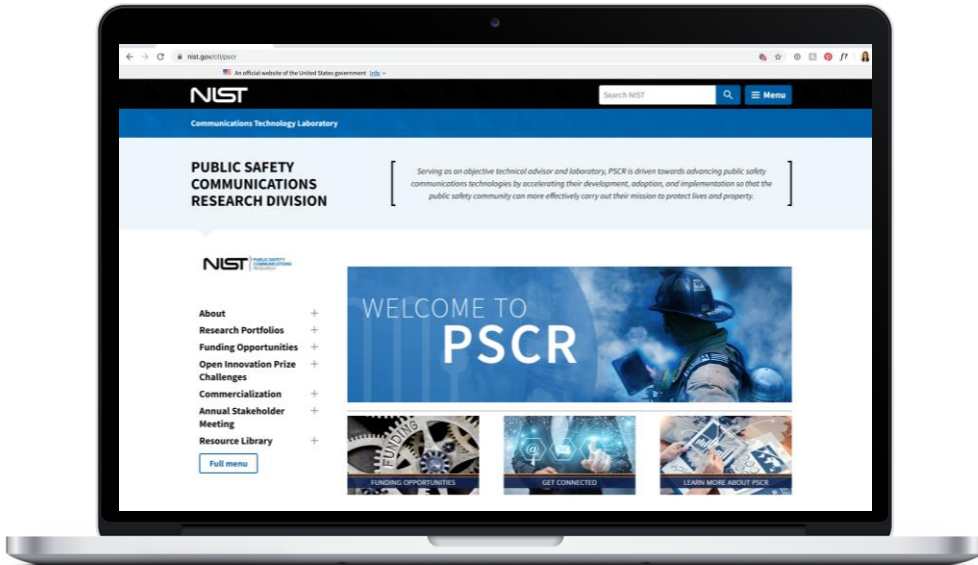 nist.gov/ctl/pscr
An official website of the United States government Info
NIST
Search NIST
Menu
Communications Technology Laboratory
PUBLIC SAFETY
COMMUNICATIONS
RESEARCH DIVISION
Serving as an objective technical advisor and laboratory, PSCR is driven towards advancing public safety
communications technologies by accelerating their development, adoption, and implementation so that the
public safety community can more effectively carry out their mission to protect lives and property.
NIST PUBLIC SAFETY
COMMUNICATIONS
RESEARCH
About
Research Portfolios
Funding Opportunities
Open Innovation Prize
Challenges
Commercialization
Annual Stakeholder
Meeting
Resource Library
Full menu
WELCOME TO
PSCR
FUNDING
FUNDING OPPORTUNITIES
@
GET CONNECTED
LEARN MORE ABOUT PSCR